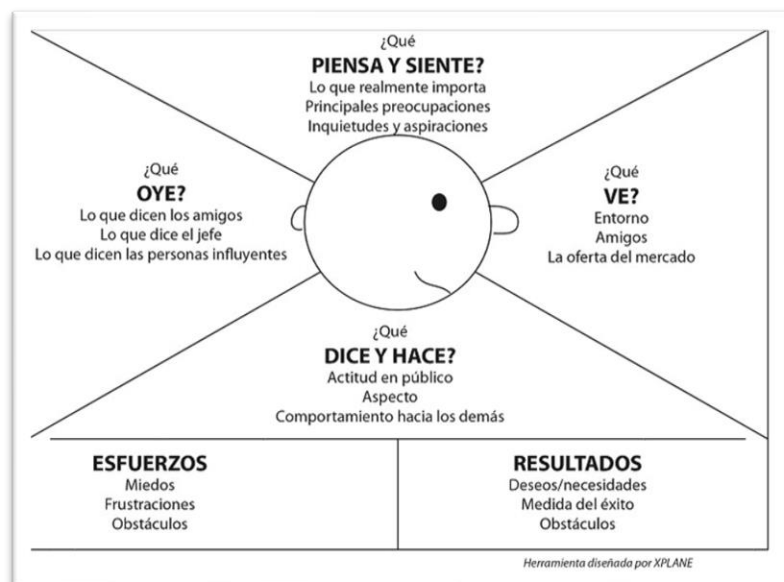 ¿Qué
PIENSA Y SIENTE?
Lo que realmente importa
Principales preocupaciones
Inquietudes y aspiraciones
¿Qué
OYE?
Lo que dicen los amigos
Lo que dice el jefe
Lo que dicen las personas influyentes
¿Qué
VE?
Entorno
Amigos
La oferta del mercado
¿Qué
DICE Y HACE?
Actitud en público
Aspecto
Comportamiento hacia los demás
ESFUERZOS
Miedos
Frustraciones
Obstáculos
RESULTADOS
Deseos/necesidades
Medida del éxito
Obstáculos
Herramienta diseñada por XPLANE